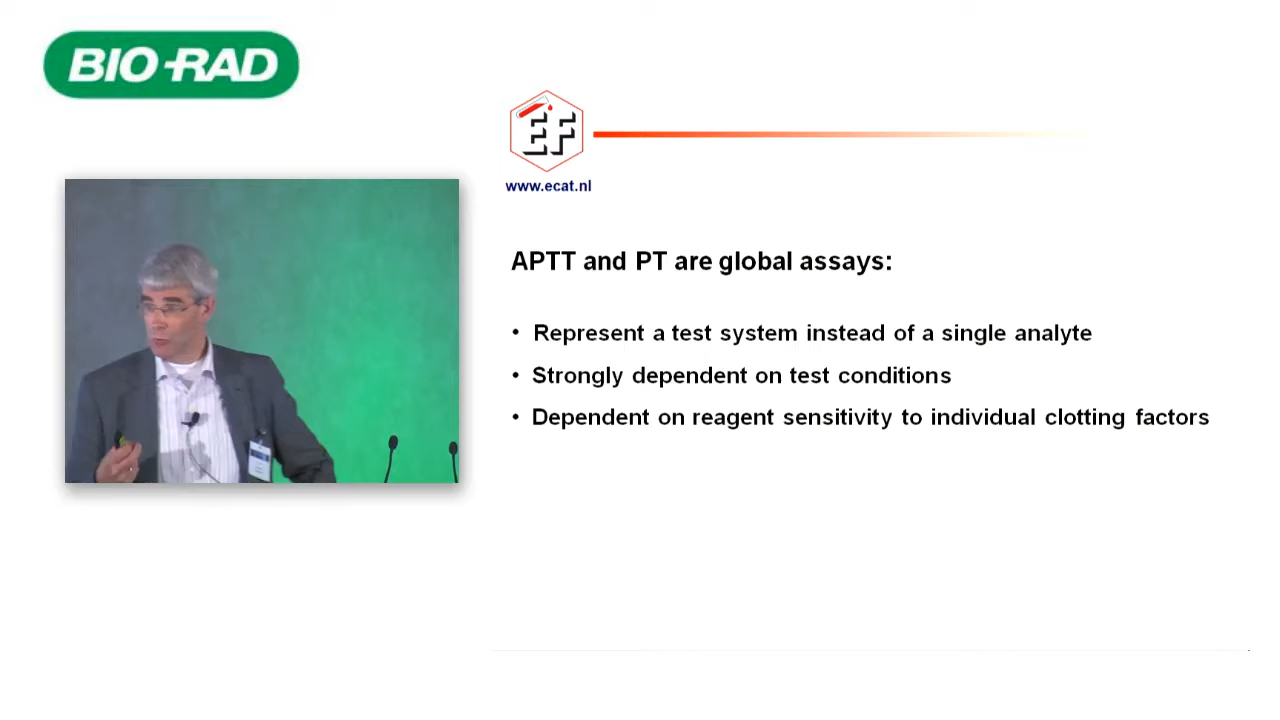 BIO-RAD
EF
www.ecat.nl
APTT and PT are global assays:
• Represent a test system instead of a single analyte
• Strongly dependent on test conditions
• Dependent on reagent sensitivity to individual clotting factors